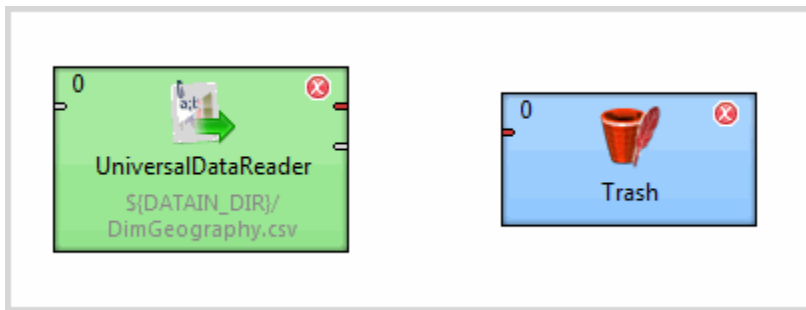 0
a;b
UniversalDataReader
${DATAIN_DIR}/
DimGeography.csv
0
Trash